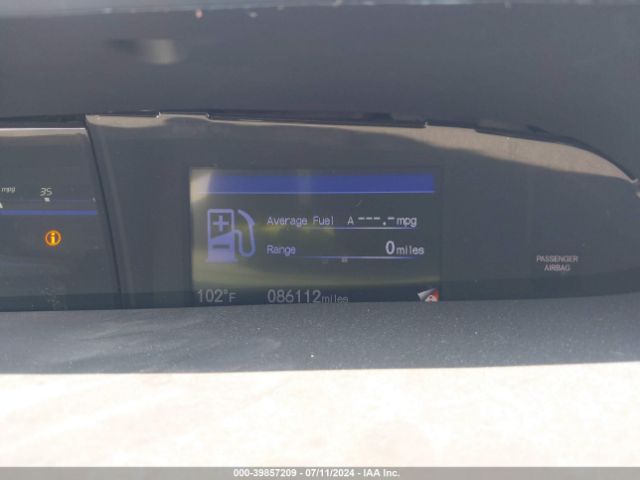 mpg 35
Average Fuel A ---.- mpg
Range 0 miles
PASSENGER
AIRBAG
102°F 086112 miles
000-39857209 - 07/11/2024 - IAA Inc.